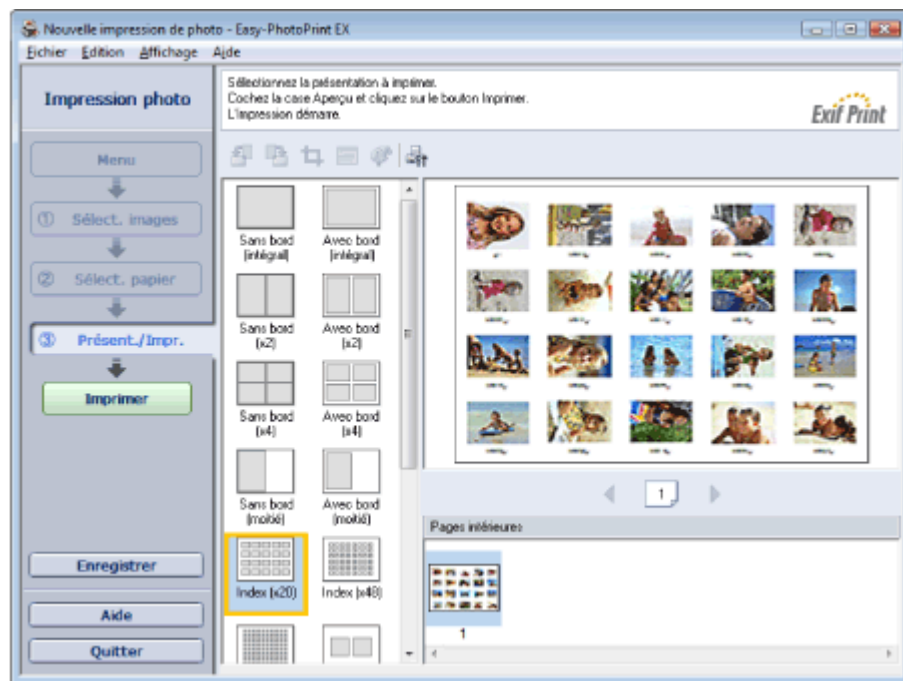 Nouvelle impression de photo - Easy-PhotoPrint EX
Fichier Edition Affichage Aide
Impression photo
Sélectionnez la présentation à imprimer.
Cochez la case Aperçu et cliquez sur le bouton Imprimer.
L'Impression démarre.
Exif Print
Menu
① Sélect. images
② Sélect. papier
③ Présent./Impr.
Imprimer
Enregistrer
Aide
Quitter
Sans bord
(intégral)
Avec bord
(intégral)
Sans bord
(x2)
Avec bord
(x2)
Sans bord
(x4)
Avec bord
(x4)
Sans bord
(moitié)
Avec bord
(moitié)
Index (x20)
Index (x48)
1
Pages intérieures
1